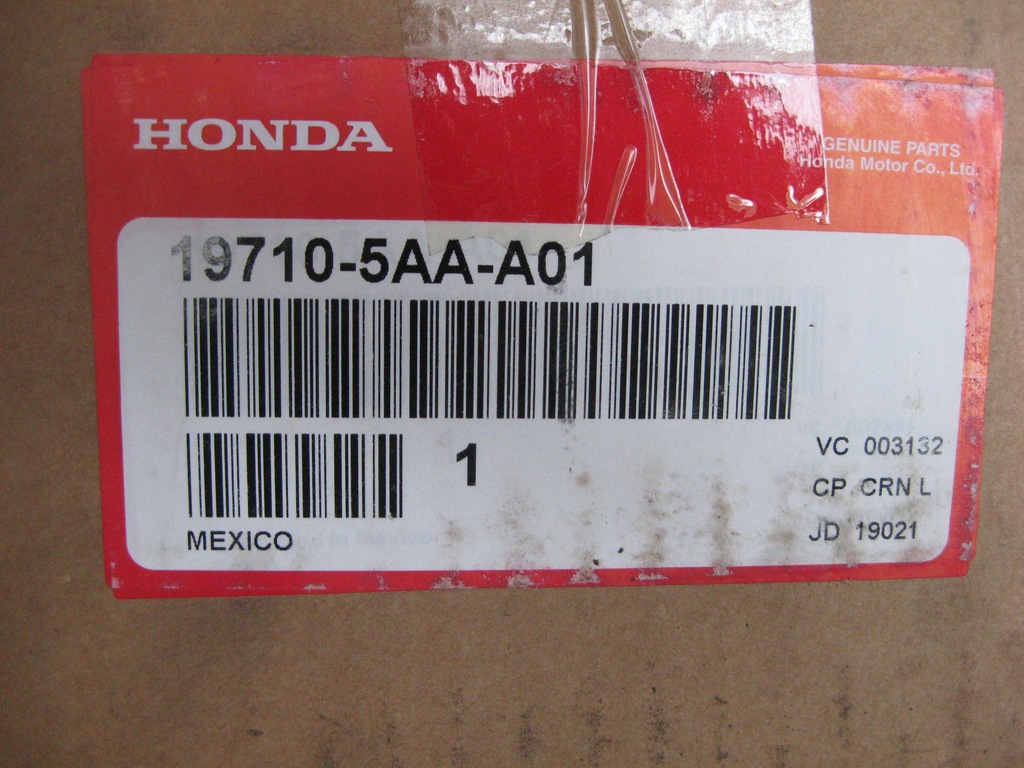 HONDA
GENUINE PARTS
Honda Motor Co., Ltd.
19710-5AA-A01
1
VC 003132
CP CRN L
JD 19021
MEXICO